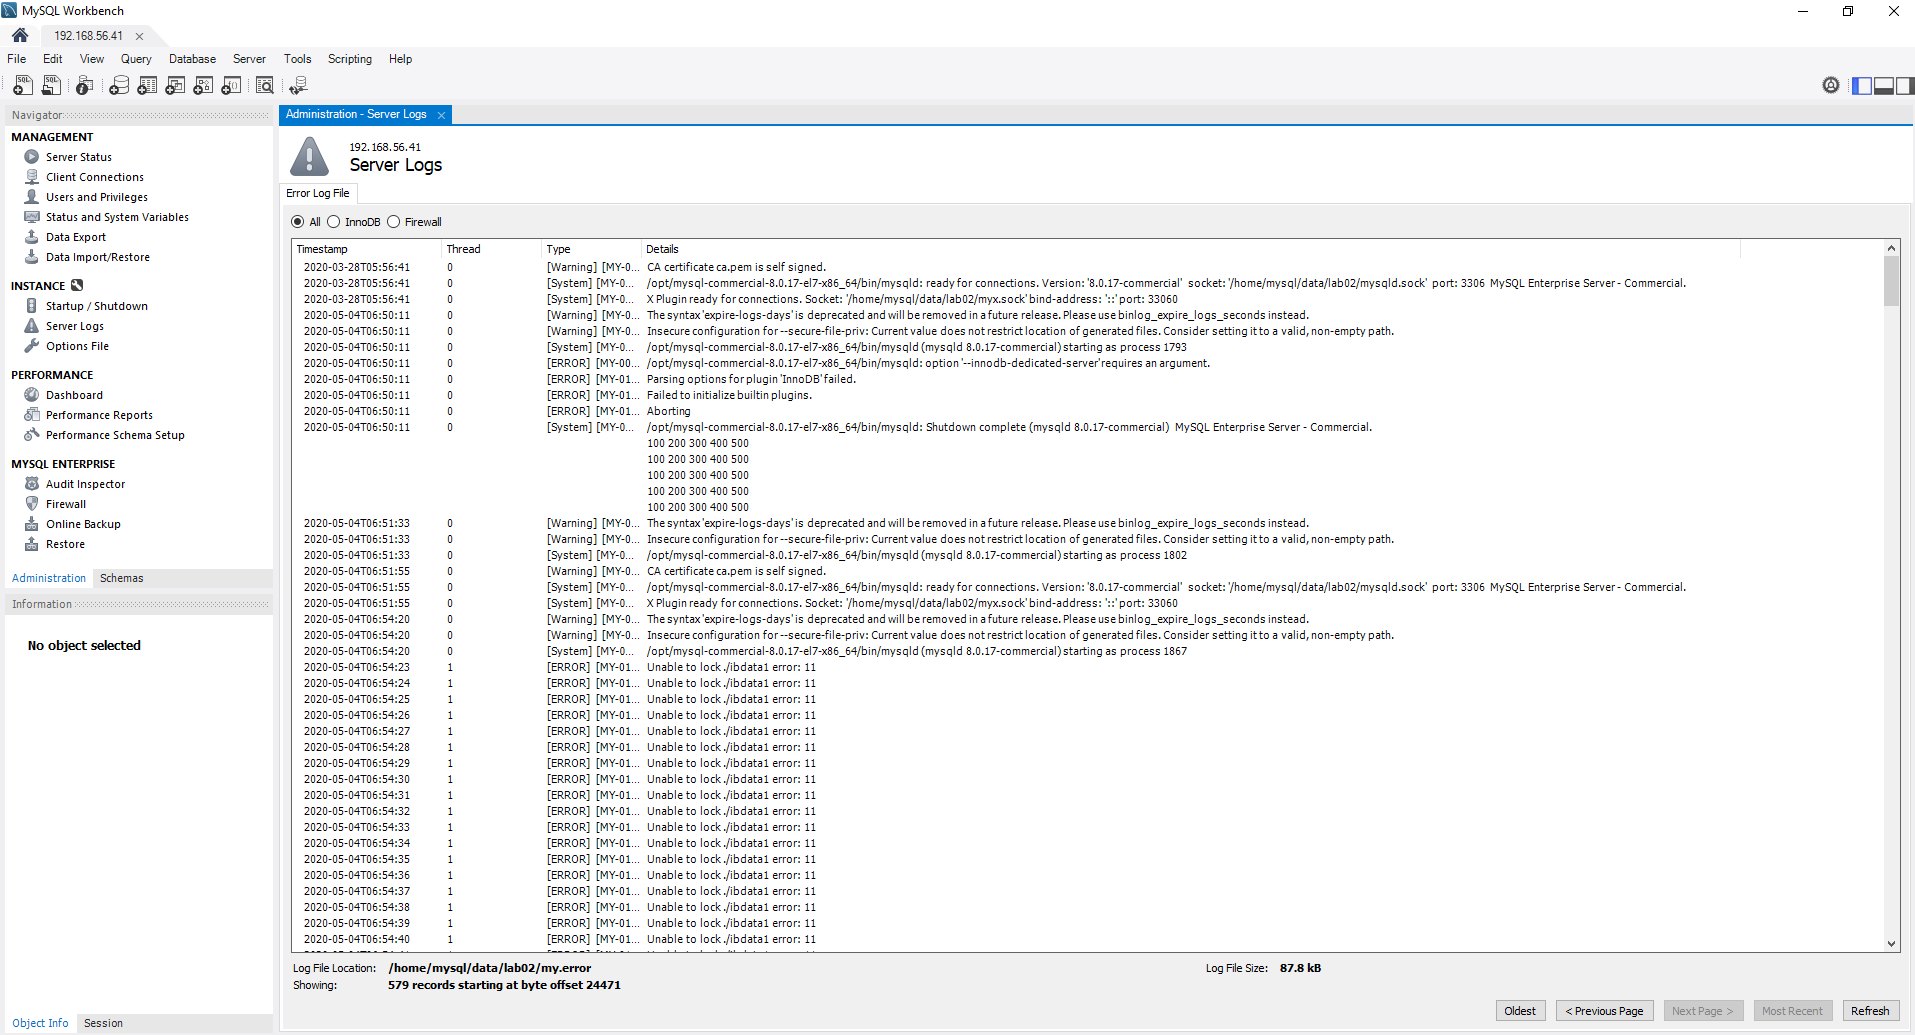 MySQL Workbench
192.168.56.41
File Edit View Query Database Server Tools Scripting Help
Navigator
MANAGEMENT
Server Status
Client Connections
Users and Privileges
Status and System Variables
Data Export
Data Import/Restore
INSTANCE
Startup / Shutdown
Server Logs
Options File
PERFORMANCE
Dashboard
Performance Reports
Performance Schema Setup
MYSQL ENTERPRISE
Audit Inspector
Firewall
Online Backup
Restore
Administration Schemas
Information
No object selected
Object Info Session
Administration - Server Logs
192.168.56.41
Server Logs
Error Log File
All InnoDB Firewall
Timestamp Thread Type Details
2020-03-28T05:56:41 0 [Warning] [MY-0... CA certificate ca.pem is self signed.
2020-03-28T05:56:41 0 [System] [MY-0... /opt/mysql-commercial-8.0.17-el7-x86_64/bin/mysqld: ready for connections. Version: '8.0.17-commercial' socket: '/home/mysql/data/lab02/mysqld.sock' port: 3306 MySQL Enterprise Server - Commercial.
2020-03-28T05:56:41 0 [System] [MY-0... X Plugin ready for connections. Socket: '/home/mysql/data/lab02/myx.sock' bind-address: '::' port: 33060
2020-05-04T06:50:11 0 [Warning] [MY-0... The syntax 'expire-logs-days' is deprecated and will be removed in a future release. Please use binlog_expire_logs_seconds instead.
2020-05-04T06:50:11 0 [Warning] [MY-0... Insecure configuration for --secure-file-priv: Current value does not restrict location of generated files. Consider setting it to a valid, non-empty path.
2020-05-04T06:50:11 0 [System] [MY-0... /opt/mysql-commercial-8.0.17-el7-x86_64/bin/mysqld (mysqld 8.0.17-commercial) starting as process 1793
2020-05-04T06:50:11 0 [ERROR] [MY-00... /opt/mysql-commercial-8.0.17-el7-x86_64/bin/mysqld: option '--innodb-dedicated-server' requires an argument.
2020-05-04T06:50:11 0 [ERROR] [MY-01... Parsing options for plugin 'InnoDB' failed.
2020-05-04T06:50:11 0 [ERROR] [MY-01... Failed to initialize builtin plugins.
2020-05-04T06:50:11 0 [ERROR] [MY-01... Aborting
2020-05-04T06:50:11 0 [System] [MY-0... /opt/mysql-commercial-8.0.17-el7-x86_64/bin/mysqld: Shutdown complete (mysqld 8.0.17-commercial) MySQL Enterprise Server - Commercial.
100 200 300 400 500
100 200 300 400 500
100 200 300 400 500
100 200 300 400 500
100 200 300 400 500
2020-05-04T06:51:33 0 [Warning] [MY-0... The syntax 'expire-logs-days' is deprecated and will be removed in a future release. Please use binlog_expire_logs_seconds instead.
2020-05-04T06:51:33 0 [Warning] [MY-0... Insecure configuration for --secure-file-priv: Current value does not restrict location of generated files. Consider setting it to a valid, non-empty path.
2020-05-04T06:51:33 0 [System] [MY-0... /opt/mysql-commercial-8.0.17-el7-x86_64/bin/mysqld (mysqld 8.0.17-commercial) starting as process 1802
2020-05-04T06:51:55 0 [Warning] [MY-0... CA certificate ca.pem is self signed.
2020-05-04T06:51:55 0 [System] [MY-0... /opt/mysql-commercial-8.0.17-el7-x86_64/bin/mysqld: ready for connections. Version: '8.0.17-commercial' socket: '/home/mysql/data/lab02/mysqld.sock' port: 3306 MySQL Enterprise Server - Commercial.
2020-05-04T06:51:55 0 [System] [MY-0... X Plugin ready for connections. Socket: '/home/mysql/data/lab02/myx.sock' bind-address: '::' port: 33060
2020-05-04T06:54:20 0 [Warning] [MY-0... The syntax 'expire-logs-days' is deprecated and will be removed in a future release. Please use binlog_expire_logs_seconds instead.
2020-05-04T06:54:20 0 [Warning] [MY-0... Insecure configuration for --secure-file-priv: Current value does not restrict location of generated files. Consider setting it to a valid, non-empty path.
2020-05-04T06:54:20 0 [System] [MY-0... /opt/mysql-commercial-8.0.17-el7-x86_64/bin/mysqld (mysqld 8.0.17-commercial) starting as process 1867
2020-05-04T06:54:23 1 [ERROR] [MY-01... Unable to lock ./ibdata1 error: 11
2020-05-04T06:54:24 1 [ERROR] [MY-01... Unable to lock ./ibdata1 error: 11
2020-05-04T06:54:25 1 [ERROR] [MY-01... Unable to lock ./ibdata1 error: 11
2020-05-04T06:54:26 1 [ERROR] [MY-01... Unable to lock ./ibdata1 error: 11
2020-05-04T06:54:27 1 [ERROR] [MY-01... Unable to lock ./ibdata1 error: 11
2020-05-04T06:54:28 1 [ERROR] [MY-01... Unable to lock ./ibdata1 error: 11
2020-05-04T06:54:29 1 [ERROR] [MY-01... Unable to lock ./ibdata1 error: 11
2020-05-04T06:54:30 1 [ERROR] [MY-01... Unable to lock ./ibdata1 error: 11
2020-05-04T06:54:31 1 [ERROR] [MY-01... Unable to lock ./ibdata1 error: 11
2020-05-04T06:54:32 1 [ERROR] [MY-01... Unable to lock ./ibdata1 error: 11
2020-05-04T06:54:33 1 [ERROR] [MY-01... Unable to lock ./ibdata1 error: 11
2020-05-04T06:54:34 1 [ERROR] [MY-01... Unable to lock ./ibdata1 error: 11
2020-05-04T06:54:35 1 [ERROR] [MY-01... Unable to lock ./ibdata1 error: 11
2020-05-04T06:54:36 1 [ERROR] [MY-01... Unable to lock ./ibdata1 error: 11
2020-05-04T06:54:37 1 [ERROR] [MY-01... Unable to lock ./ibdata1 error: 11
2020-05-04T06:54:38 1 [ERROR] [MY-01... Unable to lock ./ibdata1 error: 11
2020-05-04T06:54:39 1 [ERROR] [MY-01... Unable to lock ./ibdata1 error: 11
2020-05-04T06:54:40 1 [ERROR] [MY-01... Unable to lock ./ibdata1 error: 11
Log File Location: /home/mysql/data/lab02/my.error Log File Size: 87.8 kB
Showing: 579 records starting at byte offset 24471
Oldest < Previous Page Next Page > Most Recent Refresh